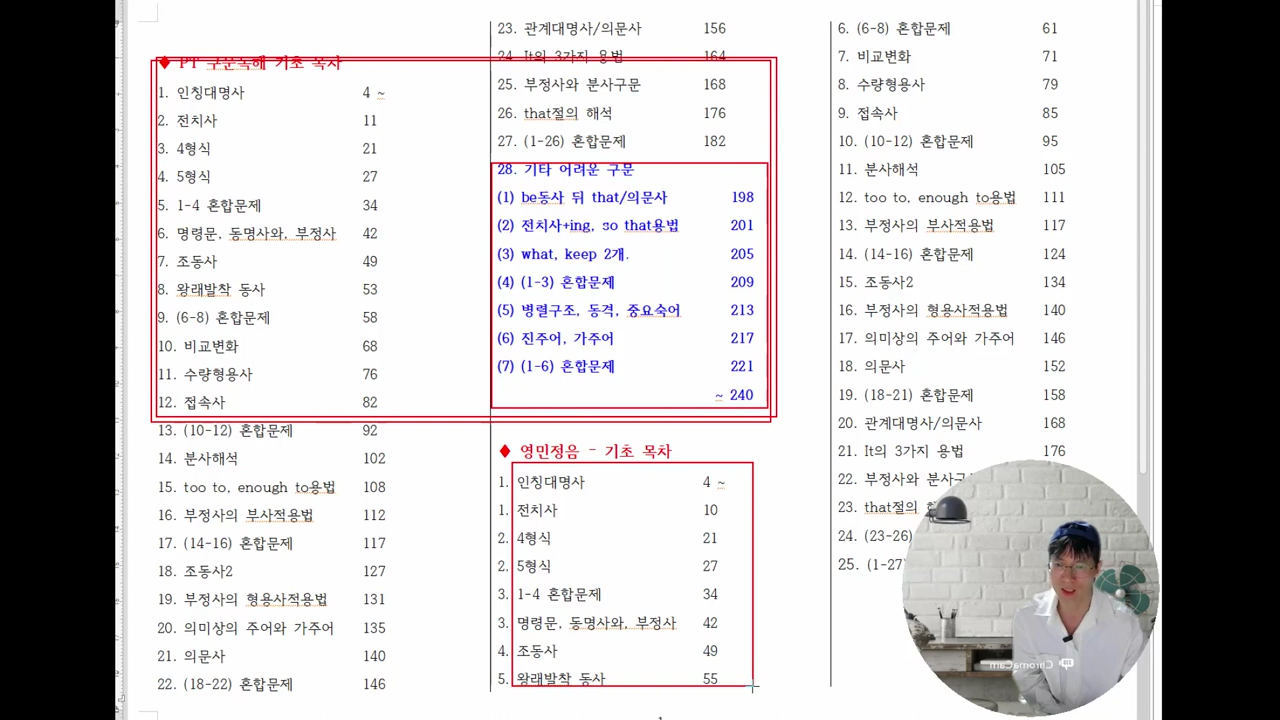 ◆ PT 구문독해 기초 목차
1. 인칭대명사 4 ~
2. 전치사 11
3. 4형식 21
4. 5형식 27
5. 1-4 혼합문제 34
6. 명령문, 동명사와, 부정사 42
7. 조동사 49
8. 왕래발착 동사 53
9. (6-8) 혼합문제 58
10. 비교변화 68
11. 수량형용사 76
12. 접속사 82
13. (10-12) 혼합문제 92
14. 분사해석 102
15. too to, enough to용법 108
16. 부정사의 부사적용법 112
17. (14-16) 혼합문제 117
18. 조동사2 127
19. 부정사의 형용사적용법 131
20. 의미상의 주어와 가주어 135
21. 의문사 140
22. (18-22) 혼합문제 146
23. 관계대명사/의문사 156
24. It의 3가지 용법 164
25. 부정사와 분사구문 168
26. that절의 해석 176
27. (1-26) 혼합문제 182
28. 기타 어려운 구문
(1) be동사 뒤 that/의문사 198
(2) 전치사+ing, so that용법 201
(3) what, keep 2개. 205
(4) (1-3) 혼합문제 209
(5) 병렬구조, 동격, 중요숙어 213
(6) 진주어, 가주어 217
(7) (1-6) 혼합문제 221
~ 240
◆ 영민정음 - 기초 목차
1. 인칭대명사 4 ~
1. 전치사 10
2. 4형식 21
2. 5형식 27
3. 1-4 혼합문제 34
3. 명령문, 동명사와, 부정사 42
4. 조동사 49
5. 왕래발착 동사 55
6. (6-8) 혼합문제 61
7. 비교변화 71
8. 수량형용사 79
9. 접속사 85
10. (10-12) 혼합문제 95
11. 분사해석 105
12. too to, enough to용법 111
13. 부정사의 부사적용법 117
14. (14-16) 혼합문제 124
15. 조동사2 134
16. 부정사의 형용사적용법 140
17. 의미상의 주어와 가주어 146
18. 의문사 152
19. (18-21) 혼합문제 158
20. 관계대명사/의문사 168
21. It의 3가지 용법 176
22. 부정사와 분사구
23. that절의
24. (23-26)
25. (1-27)
ChromaCam